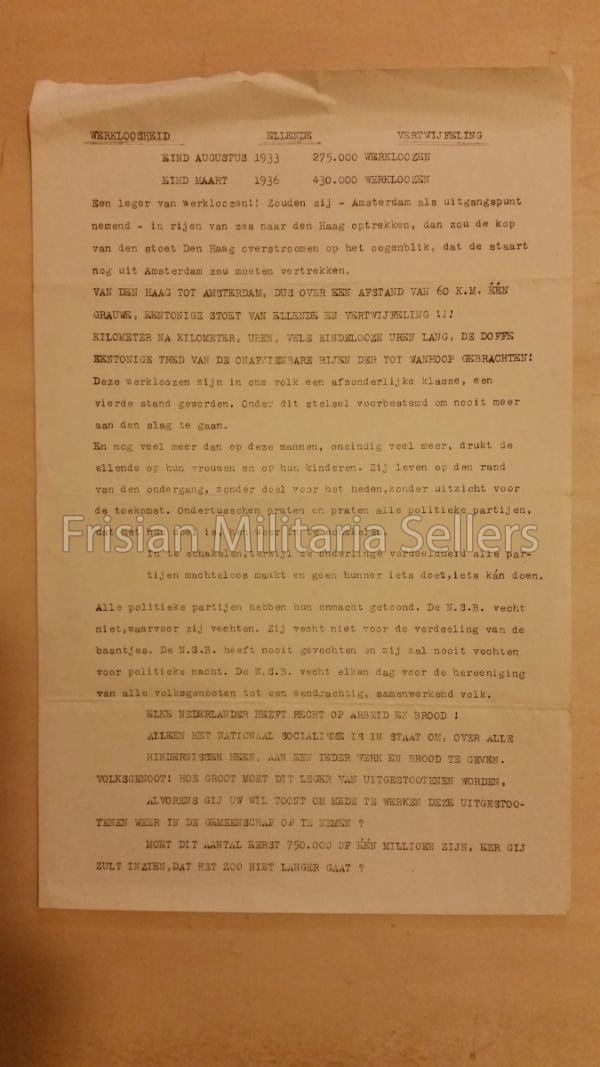 WERKLOOSHEID ELLENDE VERTWIJFELING
EIND AUGUSTUS 1933 275.000 WERKLOOZEN
EIND MAART 1936 430.000 WERKLOOZEN
Een leger van werkloozen!! Zouden zij - Amsterdam als uitgangspunt
nemend - in rijen van zes naar den Haag optrekken, dan zou de kop
van den stoet Den Haag overstroomen op het oogenblik, dat de staart
nog uit Amsterdam zou moeten vertrekken.
VAN DEN HAAG TOT AMSTERDAM, DUS OVER EEN AFSTAND VAN 60 K.M. ÉÉN
GRAUWE, EENTONIGE STOET VAN ELLENDE EN VERTWIJFELING !!!
KILOMETER NA KILOMETER, UREN, VELE EINDELOOZE UREN LANG, DE DOFFE
EENTONIGE TRED VAN DE ONAFZIENBARE RIJEN DER TOT WANHOOP GEBRACHTEN!
Deze werkloozen zijn in ons volk een afzonderlijke klasse, een
vierde stand geworden. Onder dit stelsel voorbestemd om nooit meer
aan den slag te gaan.
En nog veel meer dan op deze mannen, oneindig veel meer, drukt de
ellende op hun vrouwen en op hun kinderen. Zij leven op den rand
van den ondergang, zonder doel voor het heden,zonder uitzicht voor
de toekomst. Ondertusschen praten en praten alle politieke partijen,
dat het hun doel is, hen weer in te schakelen.
Frisian Militaria Sellers
In te schakelen,terwijl de onderlinge verdeeldheid alle par-
tijen machteloos maakt en geen hunner iets doet,iets kán doen.
Alle politieke partijen hebben hun onmacht getoond. De N.S.B. vecht
niet,waarvoor zij vechten. Zij vecht niet voor de verdeeling van de
baantjes. De N.S.B. heeft nooit gevochten en zij zal nooit vechten
voor politieke macht. De N.S.B. vecht elken dag voor de hereeniging
van alle volksgenooten tot een eendrachtig, samenwerkend volk.
ELKE NEDERLANDER HEEFT RECHT OP ARBEID EN BROOD !
ALLEEN HET NATIONAAL SOCIALISME IS IN STAAT OM, OVER ALLE
HINDERNISSEN HEEN, AAN EEN IEDER WERK EN BROOD TE GEVEN.
VOLKSGENOOT! HOE GROOT MOET DIT LEGER VAN UITGESTOOTENEN WORDEN,
ALVORENS GIJ UW WIL TOONT OM MEDE TE WERKEN DEZE UITGESTOO-
TENEN WEER IN DE GEMEENSCHAP OP TE NEMEN ?
MOET DIT AANTAL EERST 750.000 OF ÉÉN MILLIOEN ZIJN, EER GIJ
ZULT INZIEN,DAT HET ZOO NIET LANGER GAAT ?